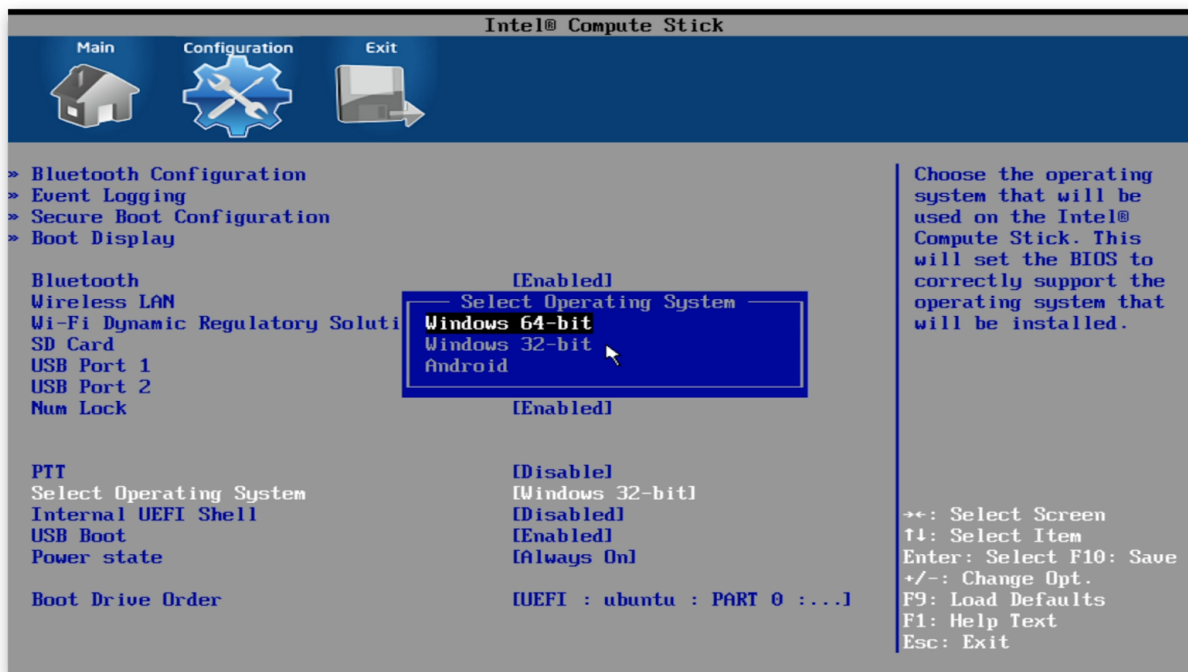 Intel® Compute Stick
Main Configuration Exit
» Bluetooth Configuration
» Event Logging
» Secure Boot Configuration
» Boot Display
Bluetooth [Enabled]
Wireless LAN
Wi-Fi Dynamic Regulatory Soluti
SD Card
USB Port 1
USB Port 2
Num Lock [Enabled]
Select Operating System
Windows 64-bit
Windows 32-bit
Android
PTT [Disable]
Select Operating System [Windows 32-bit]
Internal UEFI Shell [Disabled]
USB Boot [Enabled]
Power state [Always On]
Boot Drive Order [UEFI : ubuntu : PART 0 :...]
Choose the operating
system that will be
used on the Intel®
Compute Stick. This
will set the BIOS to
correctly support the
operating system that
will be installed.
→←: Select Screen
↑↓: Select Item
Enter: Select F10: Save
+/-: Change Opt.
F9: Load Defaults
F1: Help Text
Esc: Exit